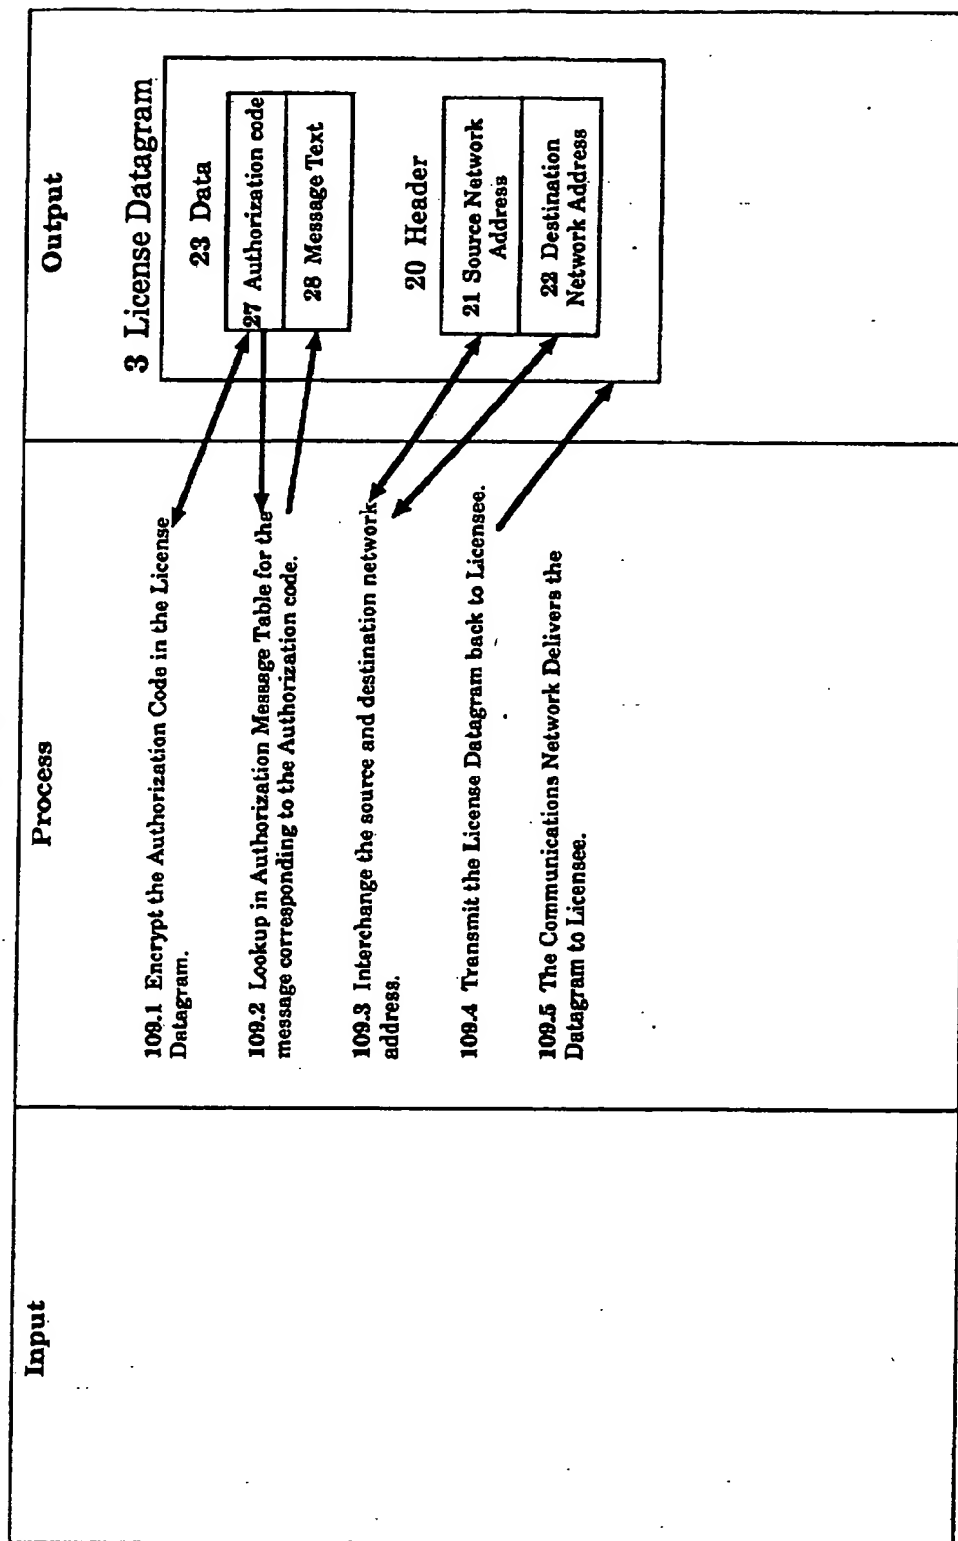 Input
Process
109.1 Encrypt the Authorization Code in the License
Datagram.
109.2 Lookup in Authorization Message Table for the
message corresponding to the Authorization code.
109.3 Interchange the source and destination network
address.
109.4 Transmit the License Datagram back to Licensee.
109.5 The Communications Network Delivers the
Datagram to Licensee.
Output
3 License Datagram
23 Data
27 Authorization code
28 Message Text
20 Header
21 Source Network
Address
22 Destination
Network Address